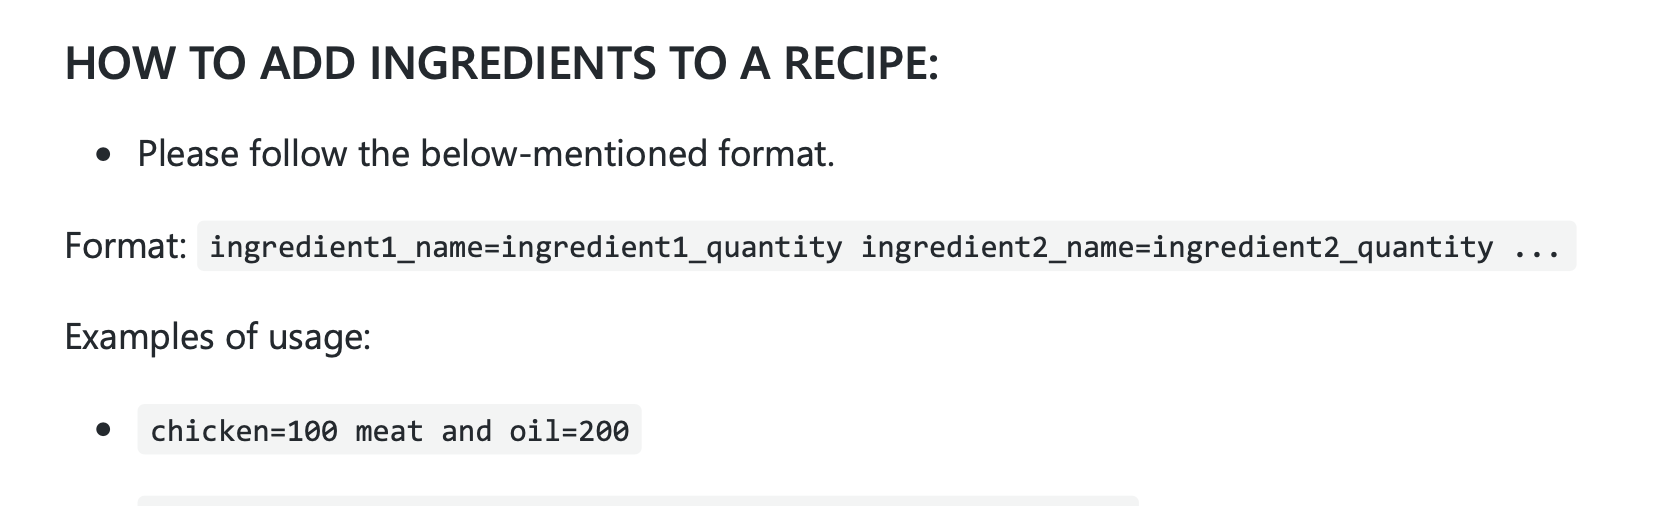 HOW TO ADD INGREDIENTS TO A RECIPE:
• Please follow the below-mentioned format.
Format: ingredient1_name=ingredient1_quantity ingredient2_name=ingredient2_quantity ...
Examples of usage:
• chicken=100 meat and oil=200